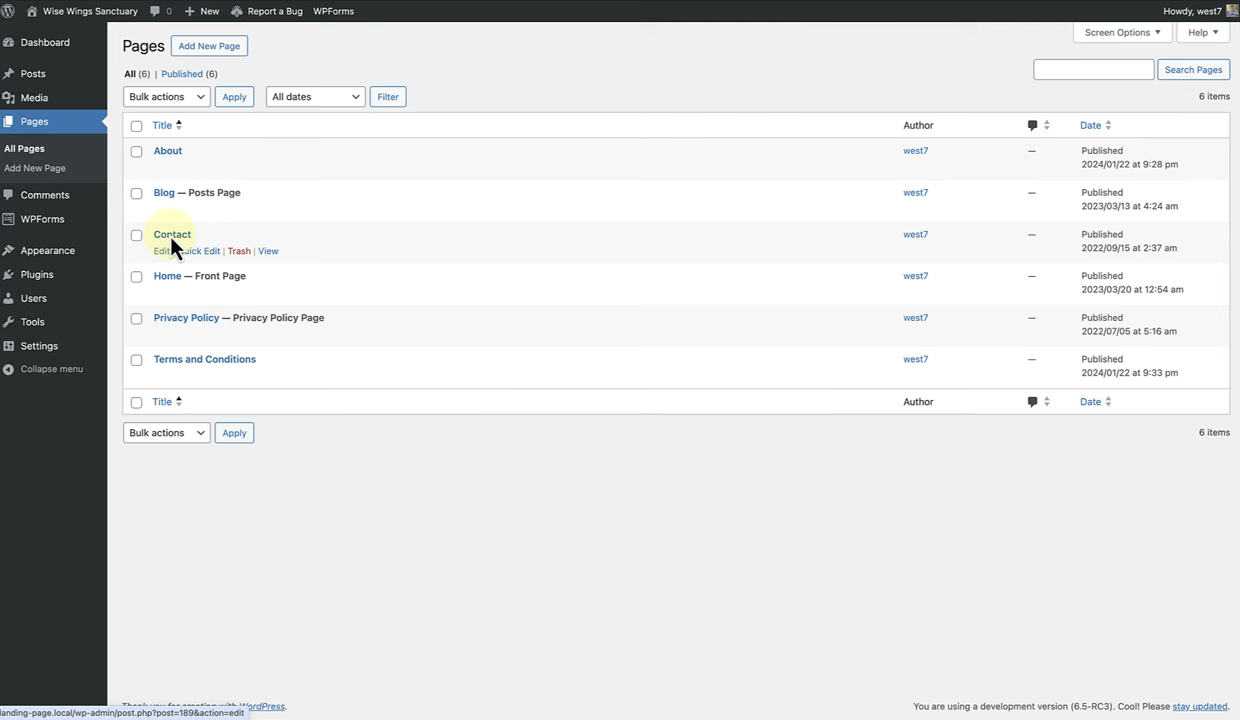 Wise Wings Sanctuary 0 New Report a Bug WPForms Howdy, west7
Screen Options Help
Dashboard
Posts
Media
Pages
All Pages
Add New Page
Comments
WPForms
Appearance
Plugins
Users
Tools
Settings
Collapse menu
Pages Add New Page
All (6) | Published (6)
Search Pages
Bulk actions Apply All dates Filter 6 items
Title Author Date
About west7 — Published
2024/01/22 at 9:28 pm
Blog — Posts Page west7 — Published
2023/03/13 at 4:24 am
Contact west7 — Published
2022/09/15 at 2:37 am
Edit Edit | Trash | View
Home — Front Page west7 — Published
2023/03/20 at 12:54 am
Privacy Policy — Privacy Policy Page west7 — Published
2022/07/05 at 5:16 am
Terms and Conditions west7 — Published
2024/01/22 at 9:33 pm
Title Author Date
Bulk actions Apply 6 items
WordPress.
You are using a development version (6.5-RC3). Cool! Please stay updated.
landing-page.local/wp-admin/post.php?post=189&action=edit